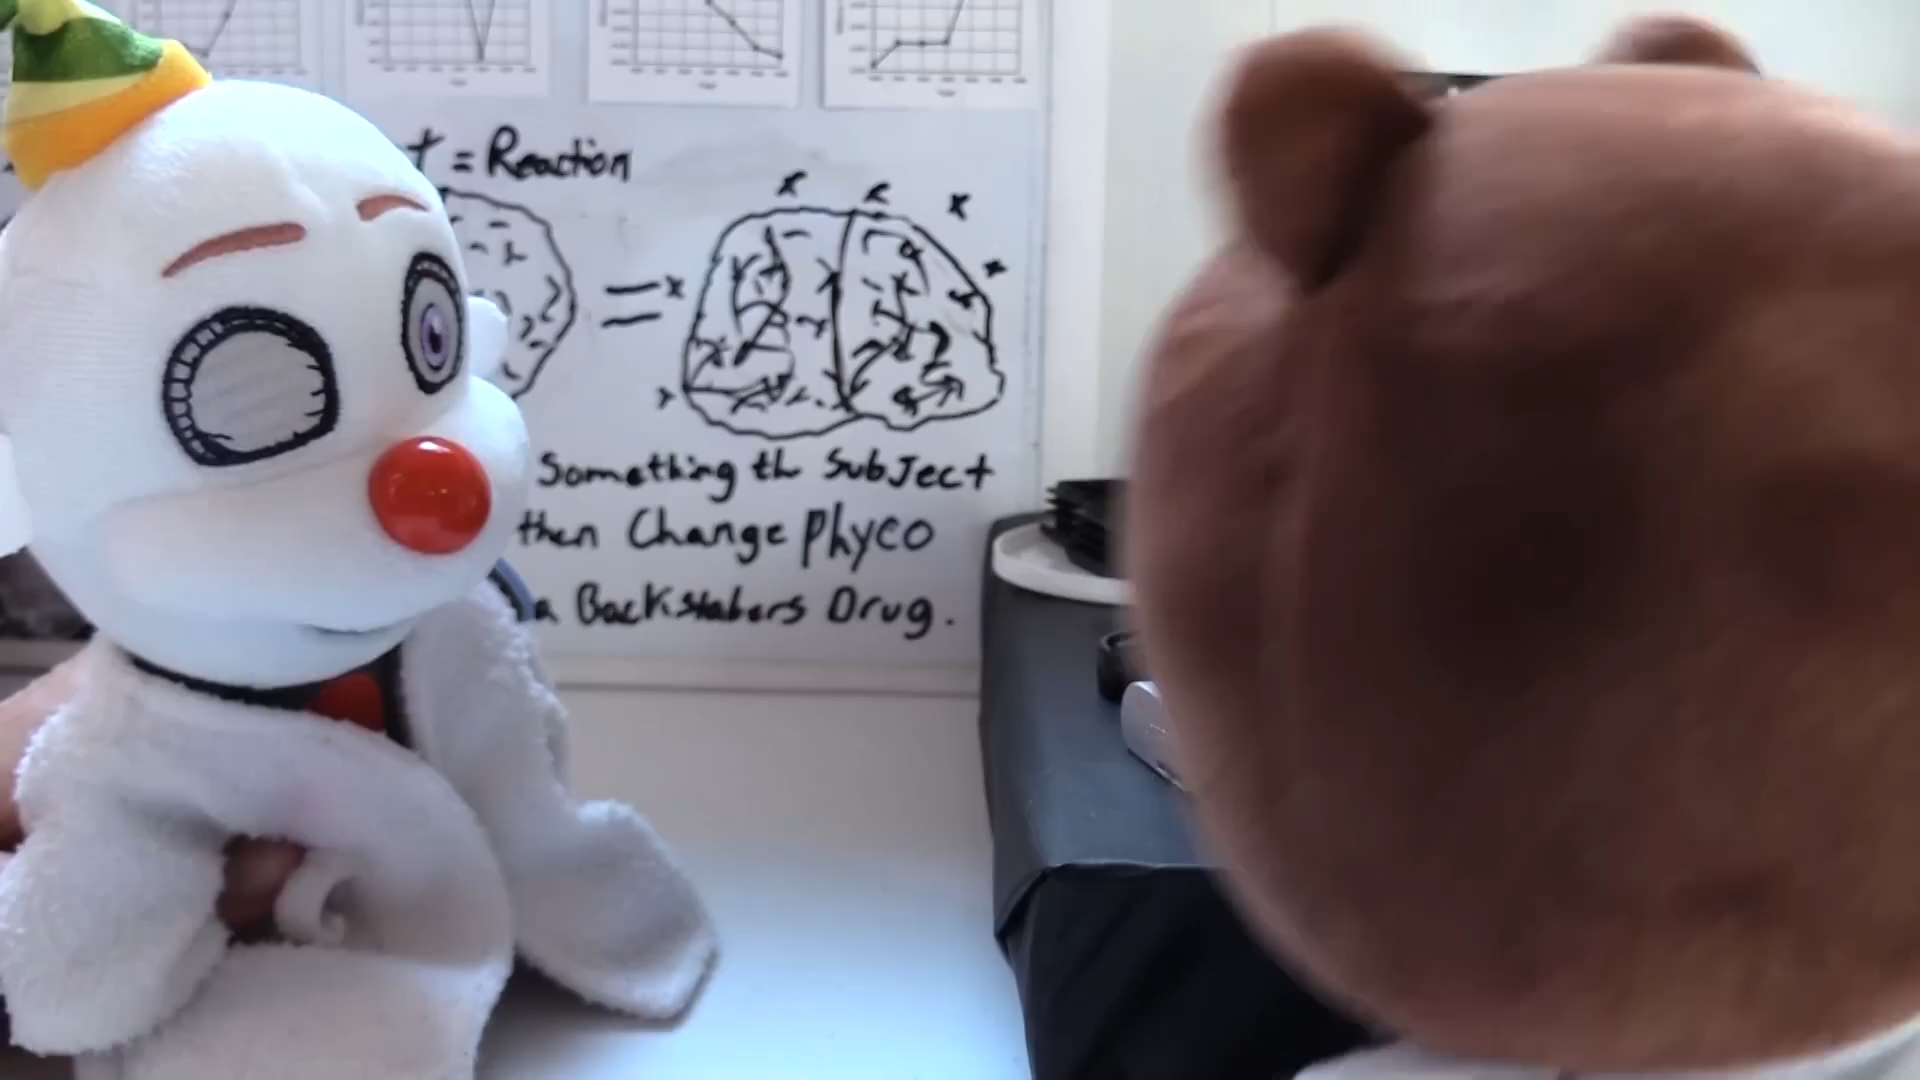 t = Reaction
=
Something th Subject
then Change Phyco
a Backstabers Drug.